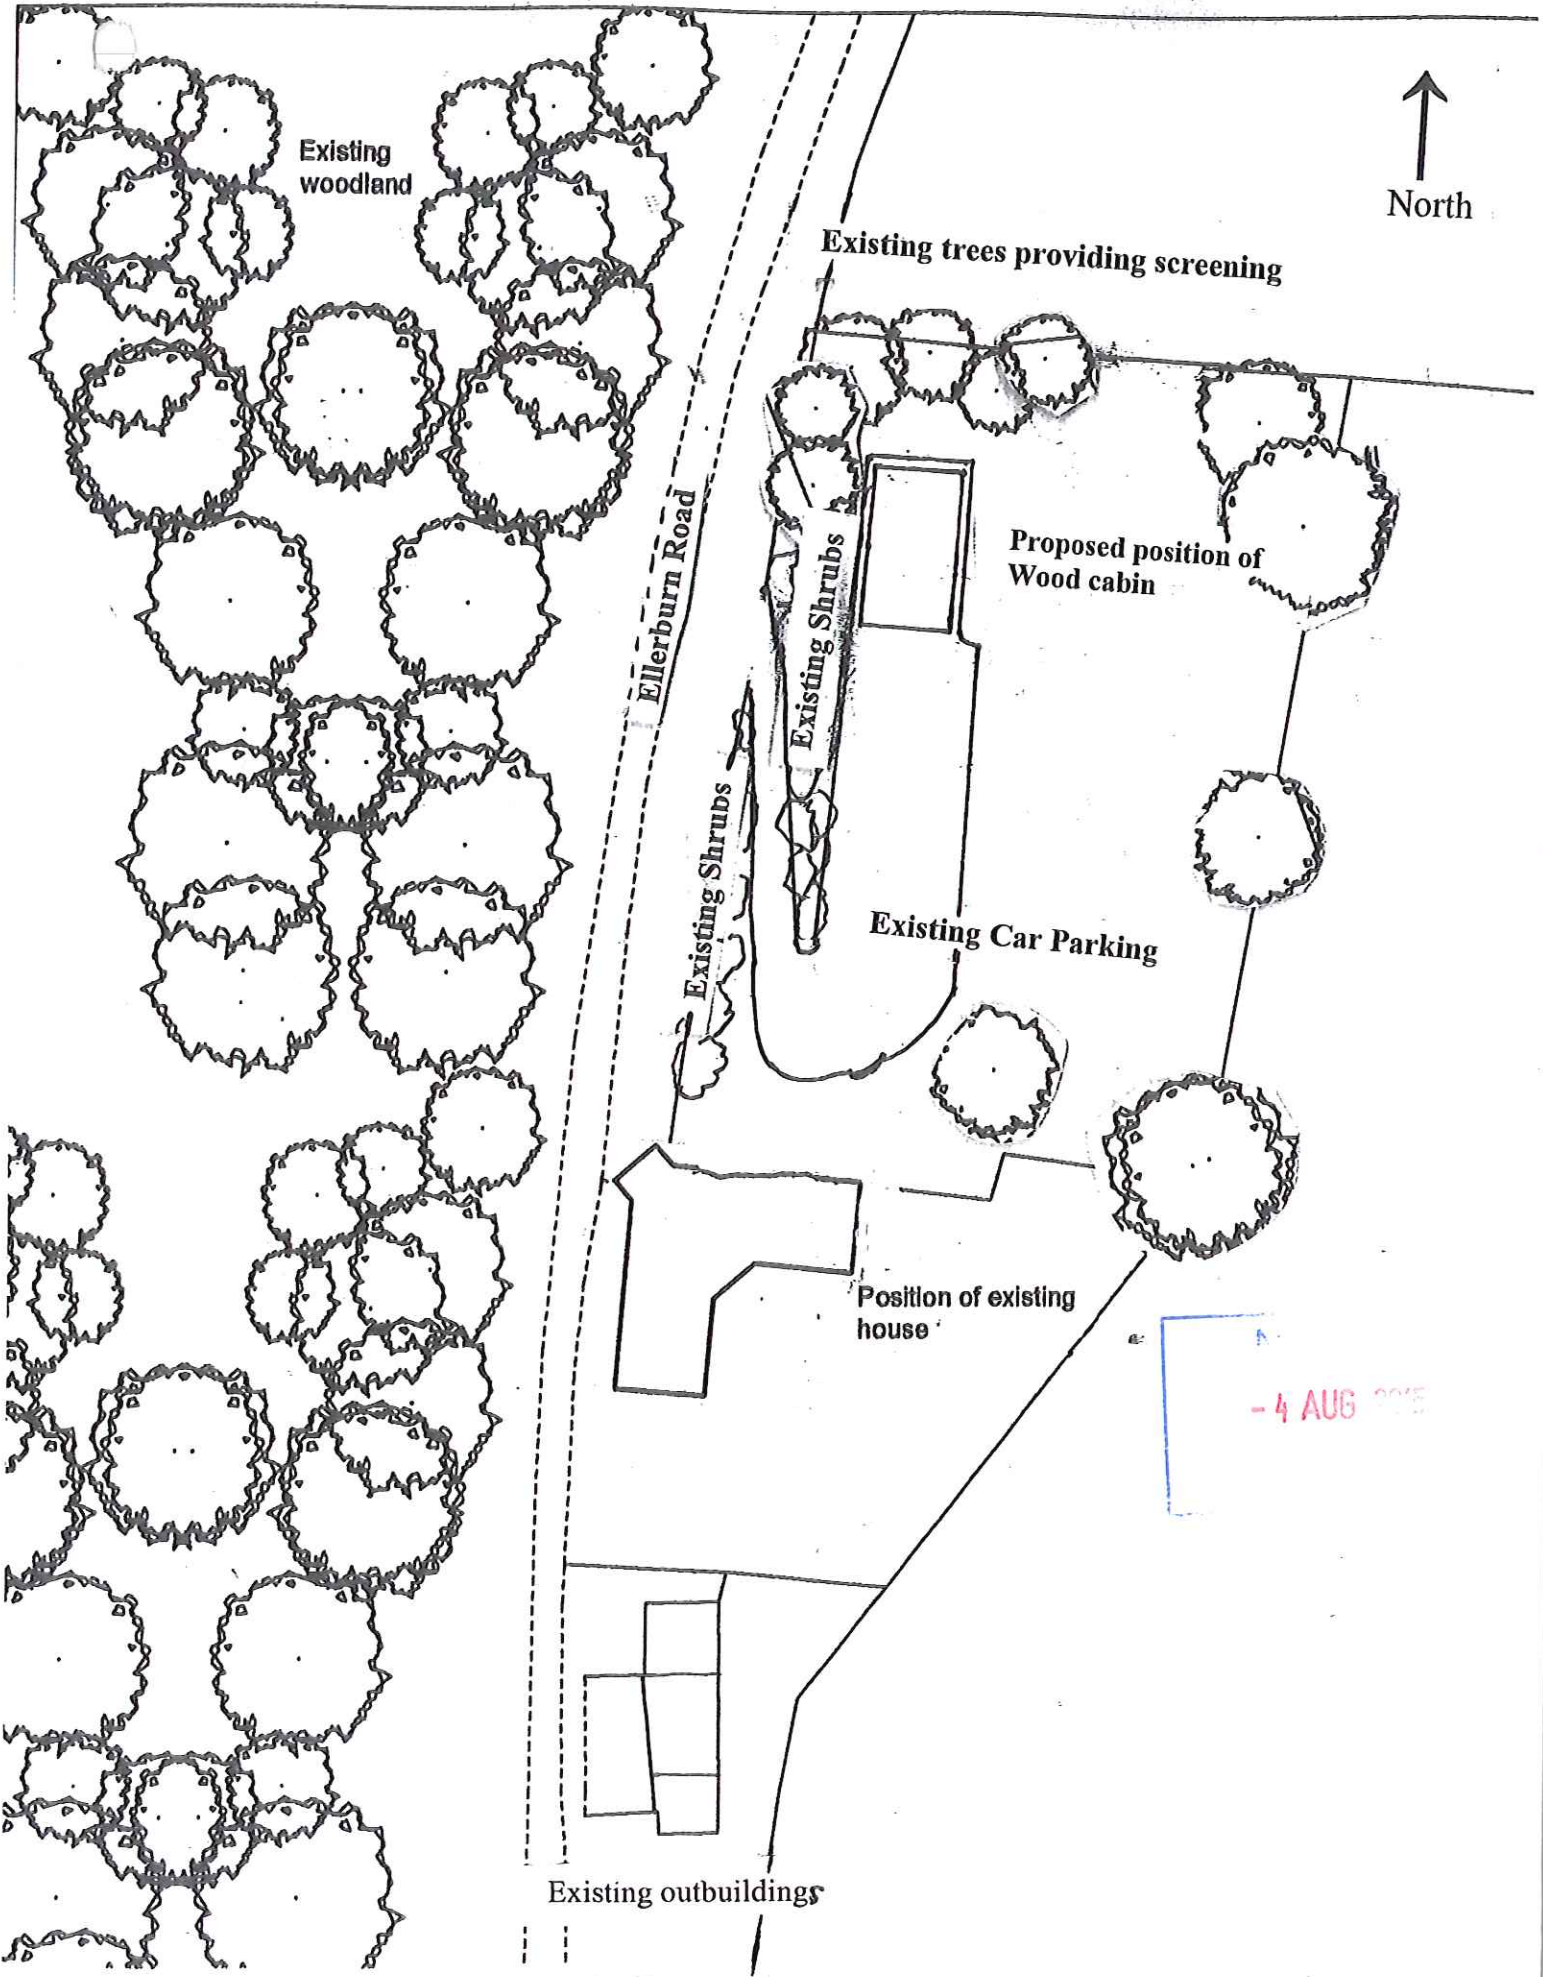 Existing
woodland
North
Existing trees providing screening
Ellerburn Road
Existing Shrubs
Proposed position of
Wood cabin
Existing Shrubs
Existing Car Parking
Position of existing
house
- 4 AUG
Existing outbuildings